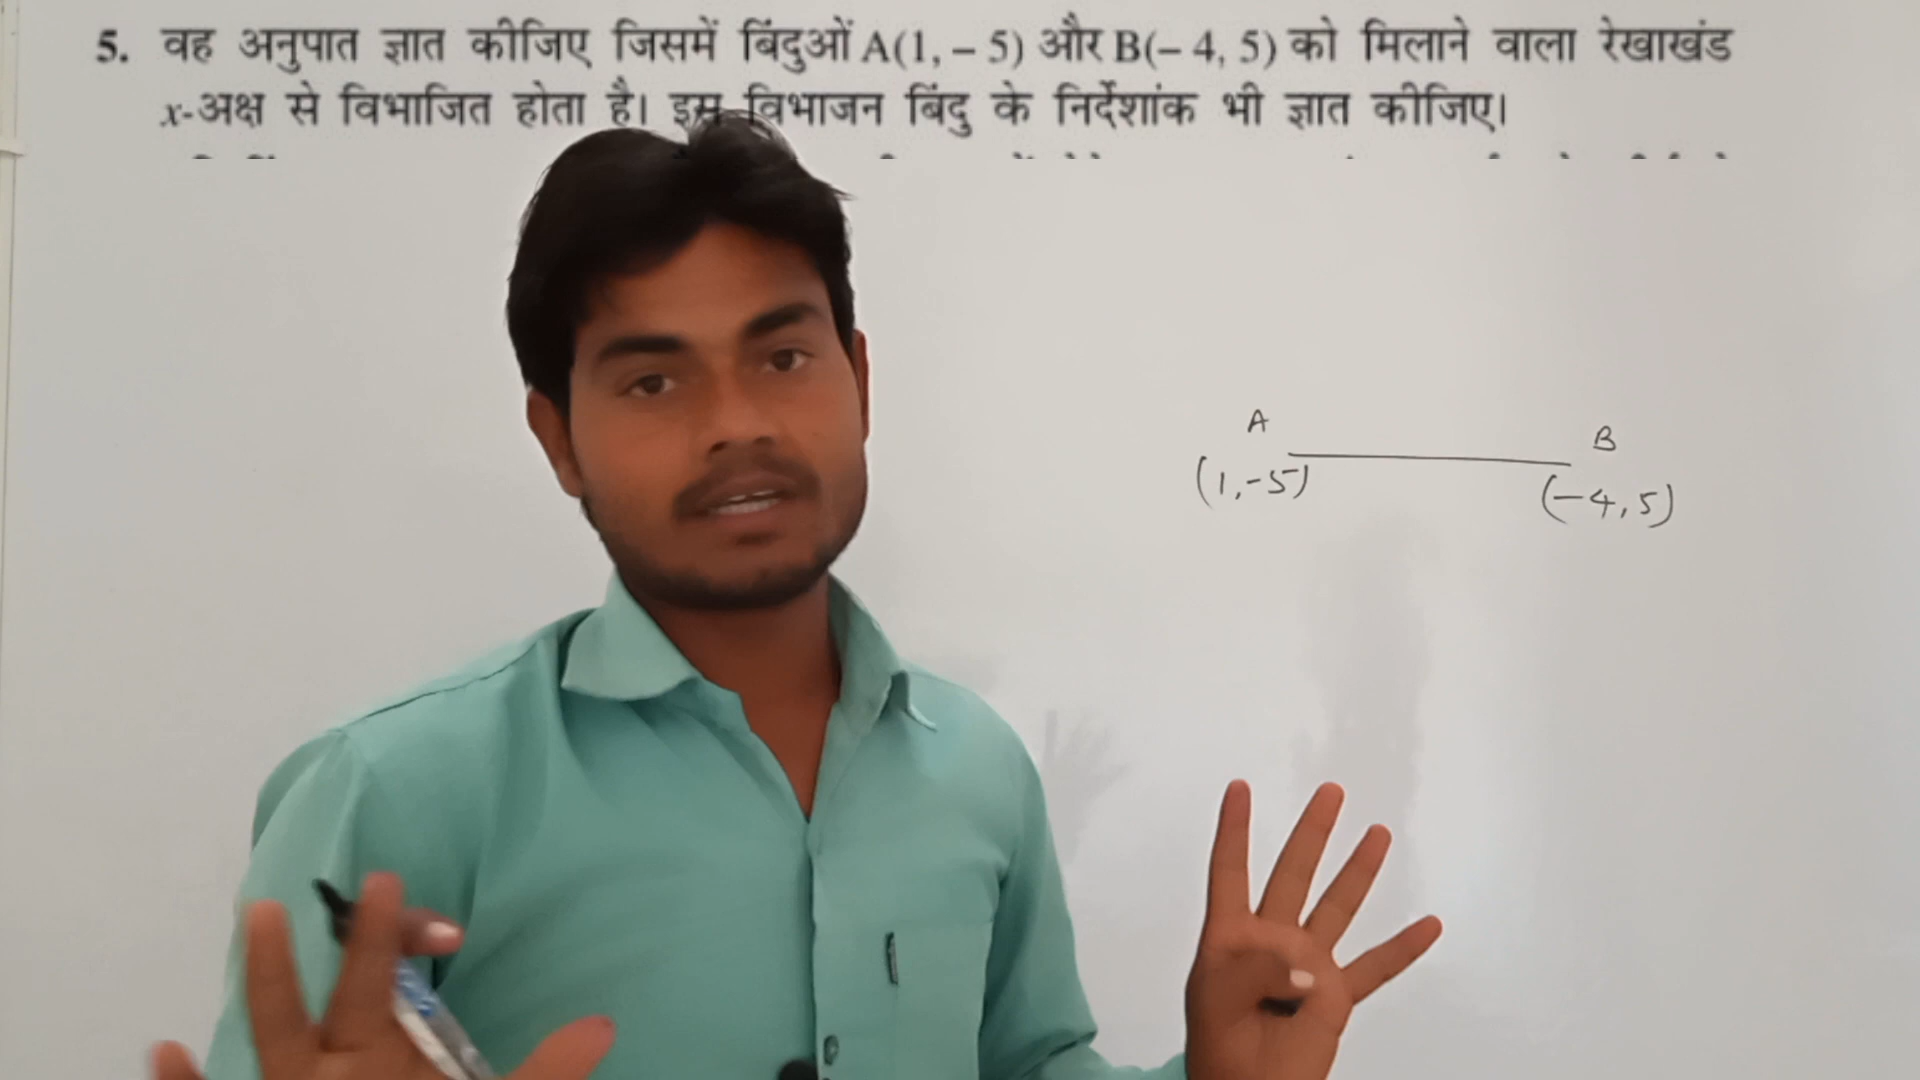 5. वह अनुपात ज्ञात कीजिए जिसमें बिंदुओं A(1, – 5) और B(– 4, 5) को मिलाने वाला रेखाखंड
x-अक्ष से विभाजित होता है। इस विभाजन बिंदु के निर्देशांक भी ज्ञात कीजिए।
A B
(1,-5) (-4,5)